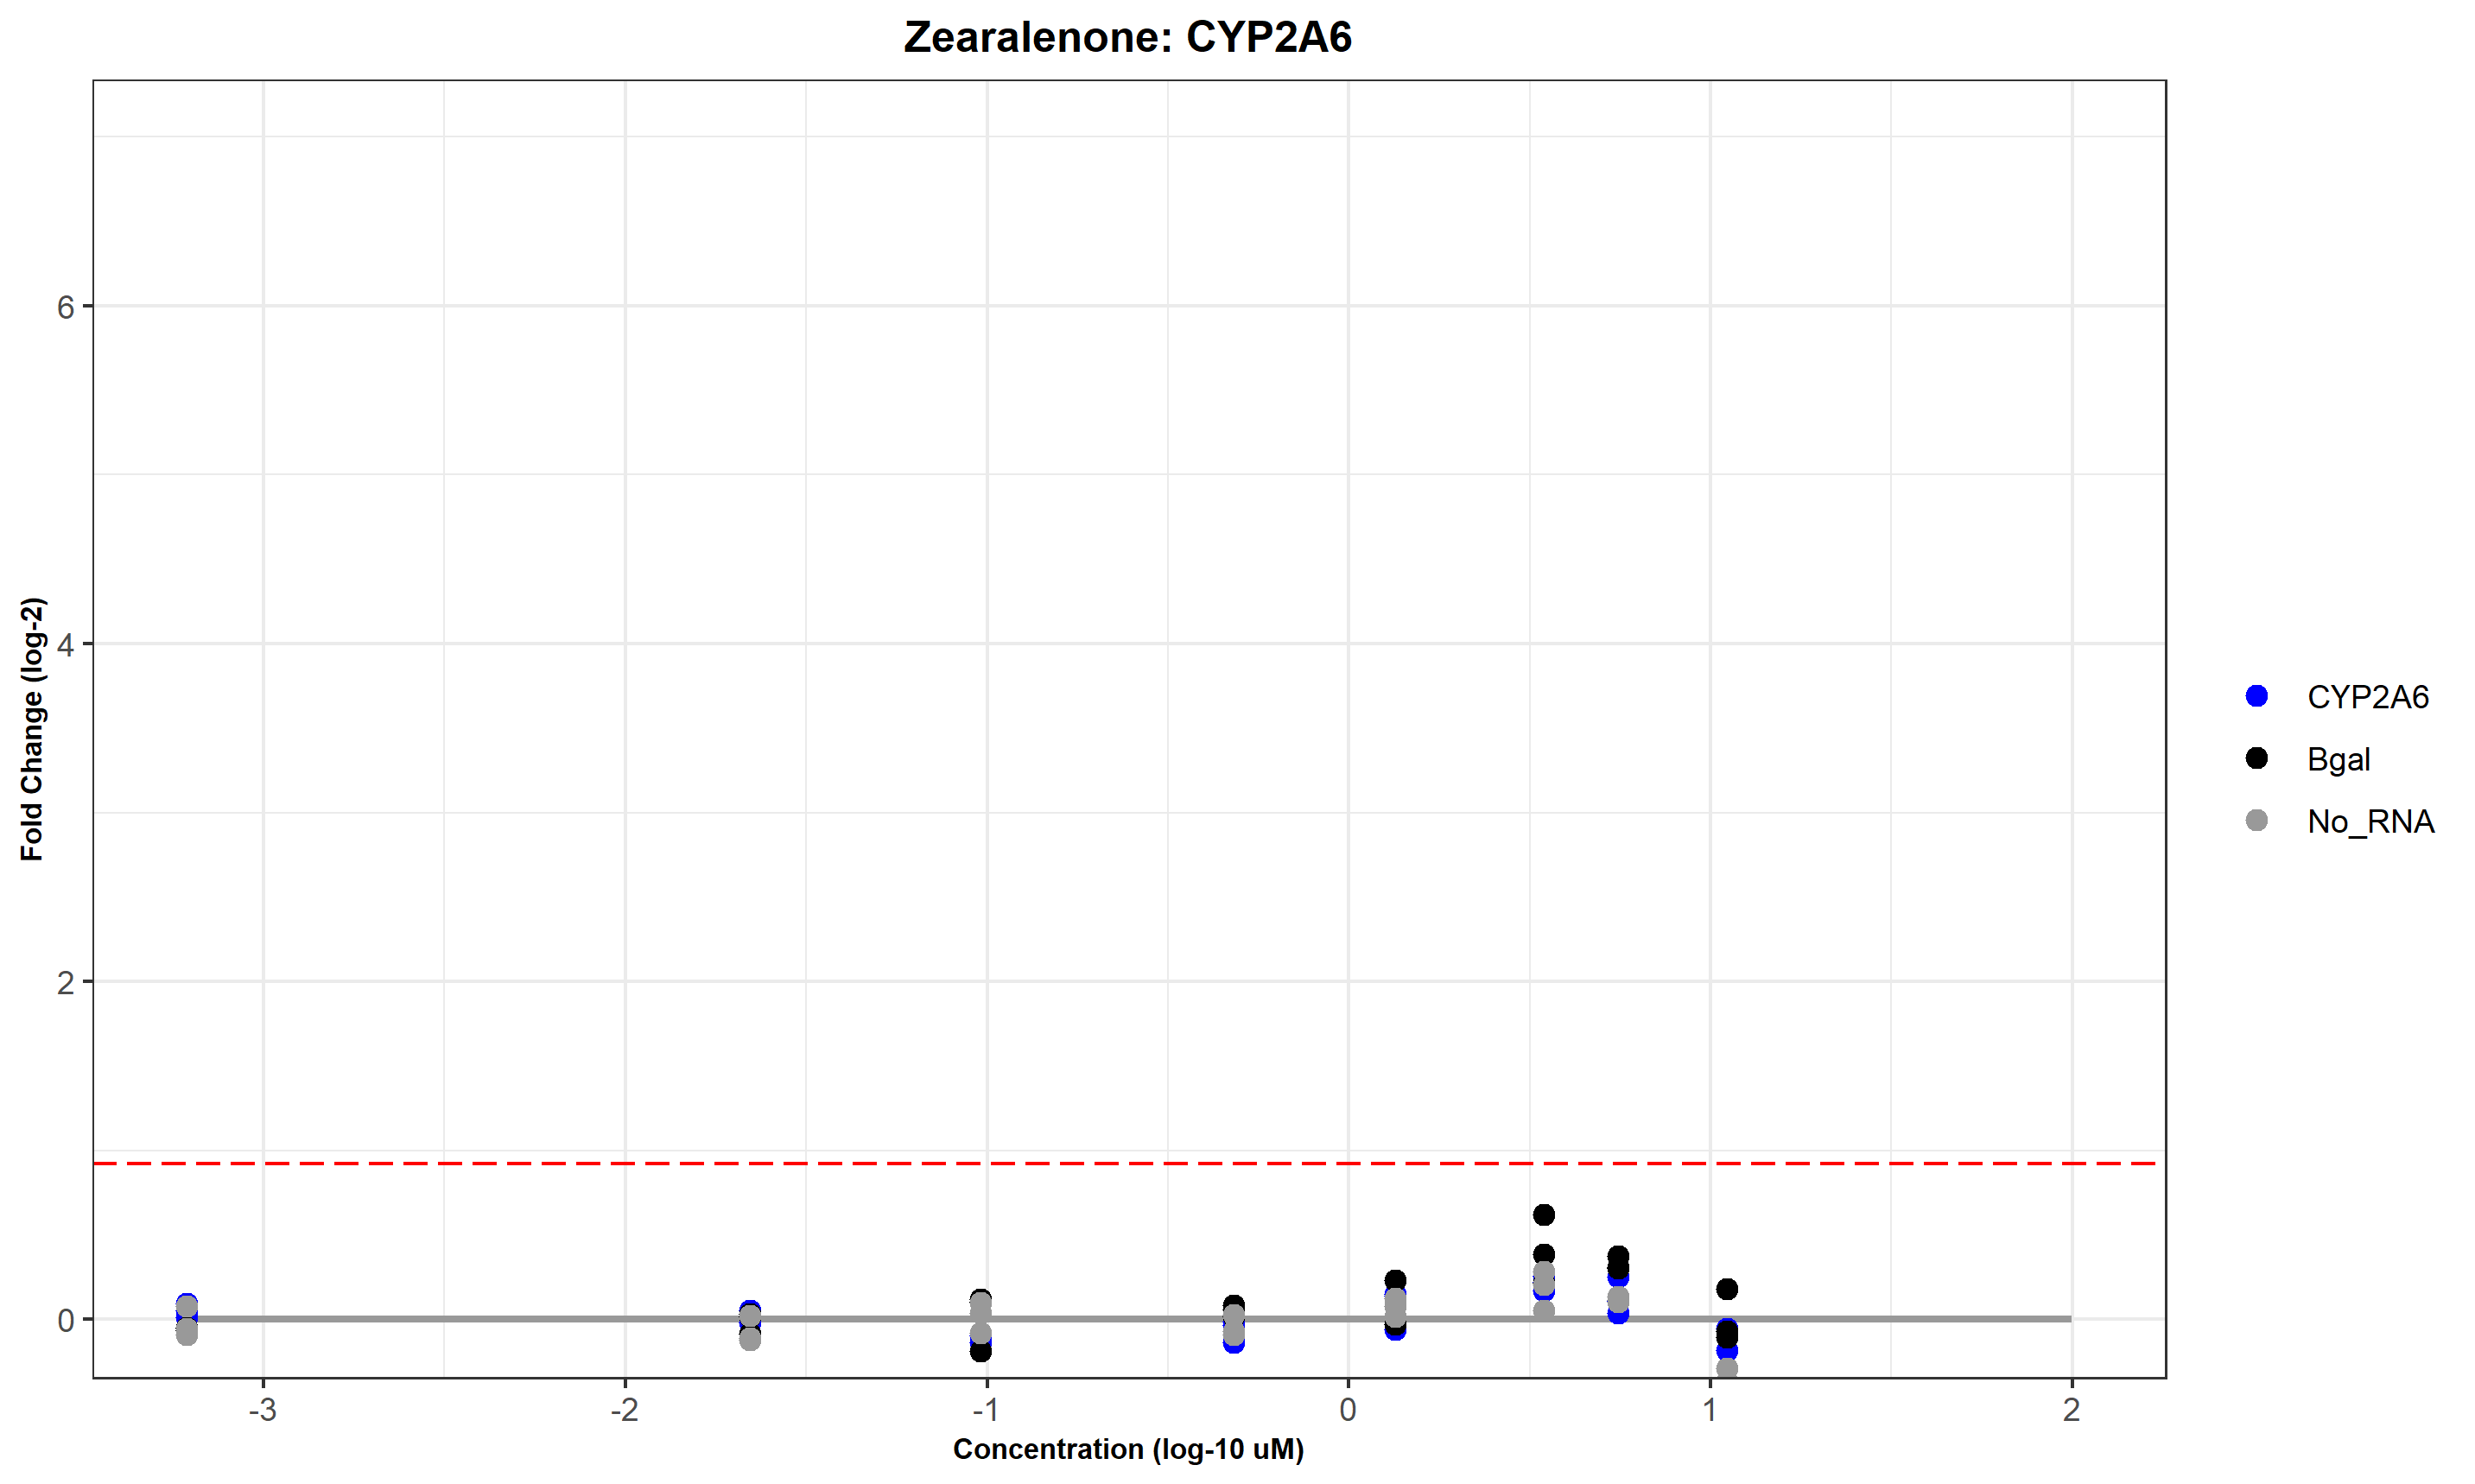 Zearalenone: CYP2A6
Fold Change (log-2)
6
4
2
0
-3
-2
-1
0
1
2
Concentration (log-10 uM)
CYP2A6
Bgal
No_RNA